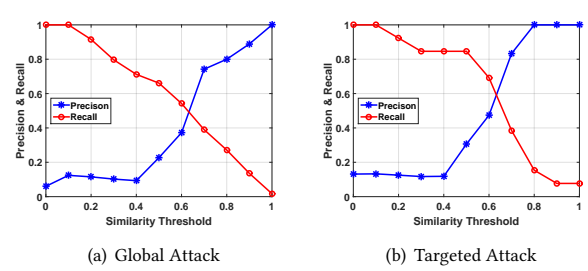 1
0.8
0.6
0.4
0.2
0
Precision & Recall
Precison
Recall
0 0.2 0.4 0.6 0.8 1
Similarity Threshold
(a) Global Attack
1
0.8
0.6
0.4
0.2
0
Precision & Recall
Precison
Recall
0 0.2 0.4 0.6 0.8 1
Similarity Threshold
(b) Targeted Attack